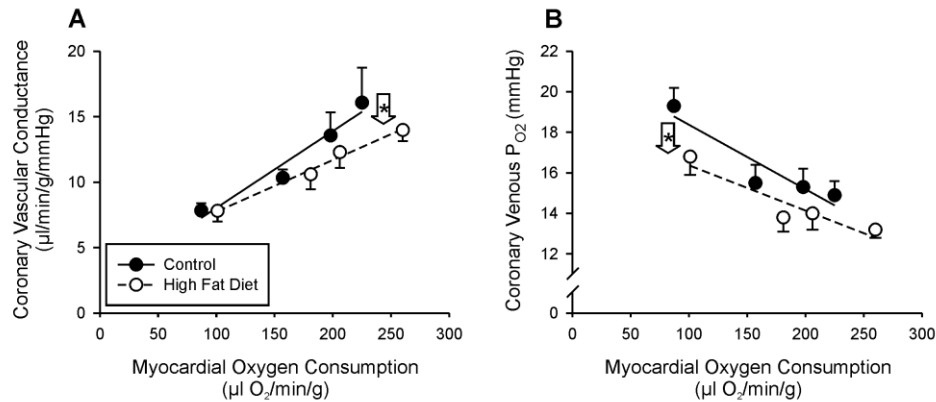 A
Coronary Vascular Conductance
(µl/min/g/mmHg)
20
15
10
5
0
Control
High Fat Diet
*
0 50 100 150 200 250 300
Myocardial Oxygen Consumption
(µl O₂/min/g)
B
Coronary Venous P_O2 (mmHg)
22
20
18
16
14
12
0
*
0 50 100 150 200 250 300
Myocardial Oxygen Consumption
(µl O₂/min/g)